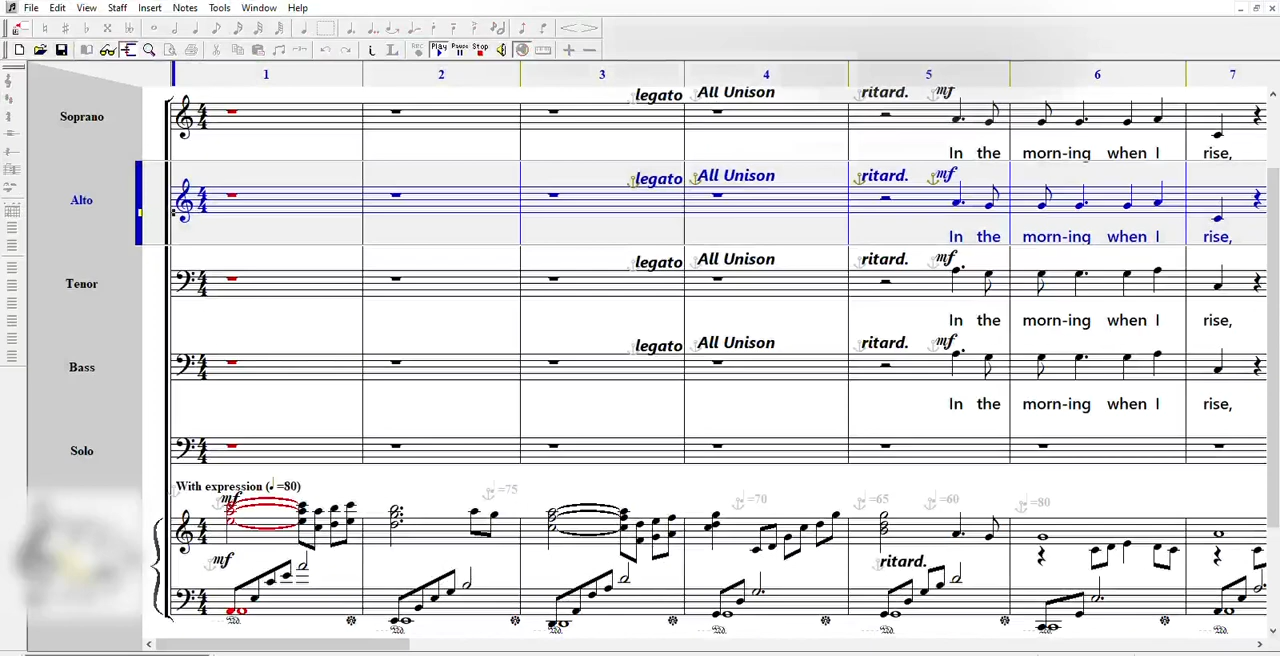 File Edit View Staff Insert Notes Tools Window Help
Rec Play Pause Stop
1 2 3 4 5 6 7
legato All Unison ritard. mf
Soprano
In the morn-ing when I rise,
legato All Unison ritard. mf
Alto
In the morn-ing when I rise,
legato All Unison ritard. mf
Tenor
In the morn-ing when I rise,
legato All Unison ritard. mf
Bass
In the morn-ing when I rise,
Solo
With expression (♩=80)
mf =75 =70 =65 =60 =80
mf ritard.